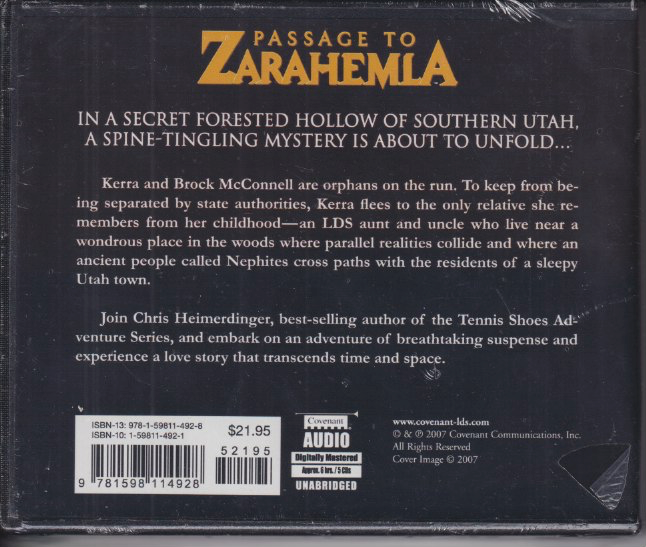 PASSAGE TO
ZARAHEMLA
IN A SECRET FORESTED HOLLOW OF SOUTHERN UTAH,
A SPINE-TINGLING MYSTERY IS ABOUT TO UNFOLD...
Kerra and Brock McConnell are orphans on the run. To keep from be-
ing separated by state authorities, Kerra flees to the only relative she re-
members from her childhood—an LDS aunt and uncle who live near a
wondrous place in the woods where parallel realities collide and where an
ancient people called Nephites cross paths with the residents of a sleepy
Utah town.
Join Chris Heimerdinger, best-selling author of the Tennis Shoes Ad-
venture Series, and embark on an adventure of breathtaking suspense and
experience a love story that transcends time and space.
ISBN-13: 978-1-59811-492-8
ISBN-10: 1-59811-492-1
$21.95
52195
9 781598 114928
Covenant
AUDIO
Digitally Mastered
Approx. 6 hrs. / 5 CDs
UNABRIDGED
www.covenant-lds.com
© & ℗ 2007 Covenant Communications, Inc.
All Rights Reserved
Cover Image © 2007